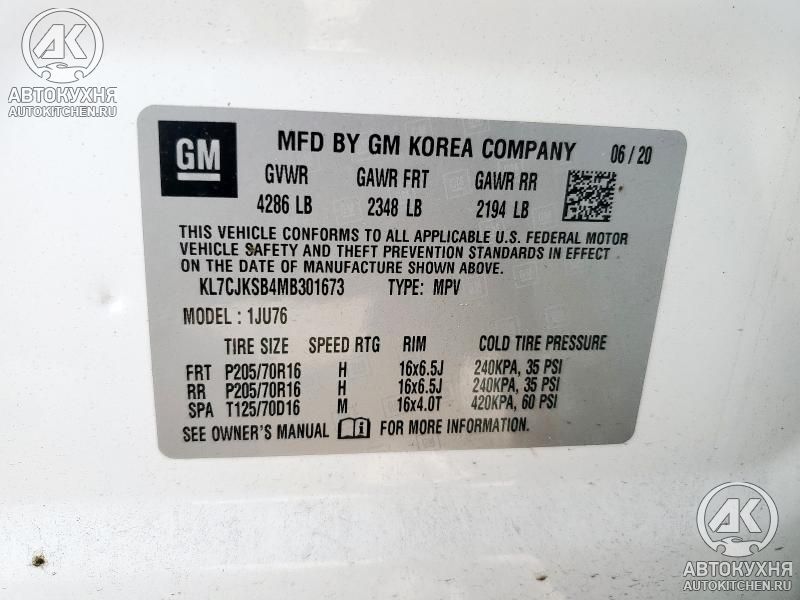 AK
АВТОКУХНЯ
AUTOKITCHEN.RU
GM
MFD BY GM KOREA COMPANY 06 / 20
GVWR GAWR FRT GAWR RR
4286 LB 2348 LB 2194 LB
THIS VEHICLE CONFORMS TO ALL APPLICABLE U.S. FEDERAL MOTOR
VEHICLE SAFETY AND THEFT PREVENTION STANDARDS IN EFFECT
ON THE DATE OF MANUFACTURE SHOWN ABOVE.
KL7CJKSB4MB301673 TYPE: MPV
MODEL : 1JU76
TIRE SIZE SPEED RTG RIM COLD TIRE PRESSURE
FRT P205/70R16 H 16x6.5J 240KPA, 35 PSI
RR P205/70R16 H 16x6.5J 240KPA, 35 PSI
SPA T125/70D16 M 16x4.0T 420KPA, 60 PSI
SEE OWNER'S MANUAL FOR MORE INFORMATION.
AK
АВТОКУХНЯ
AUTOKITCHEN.RU